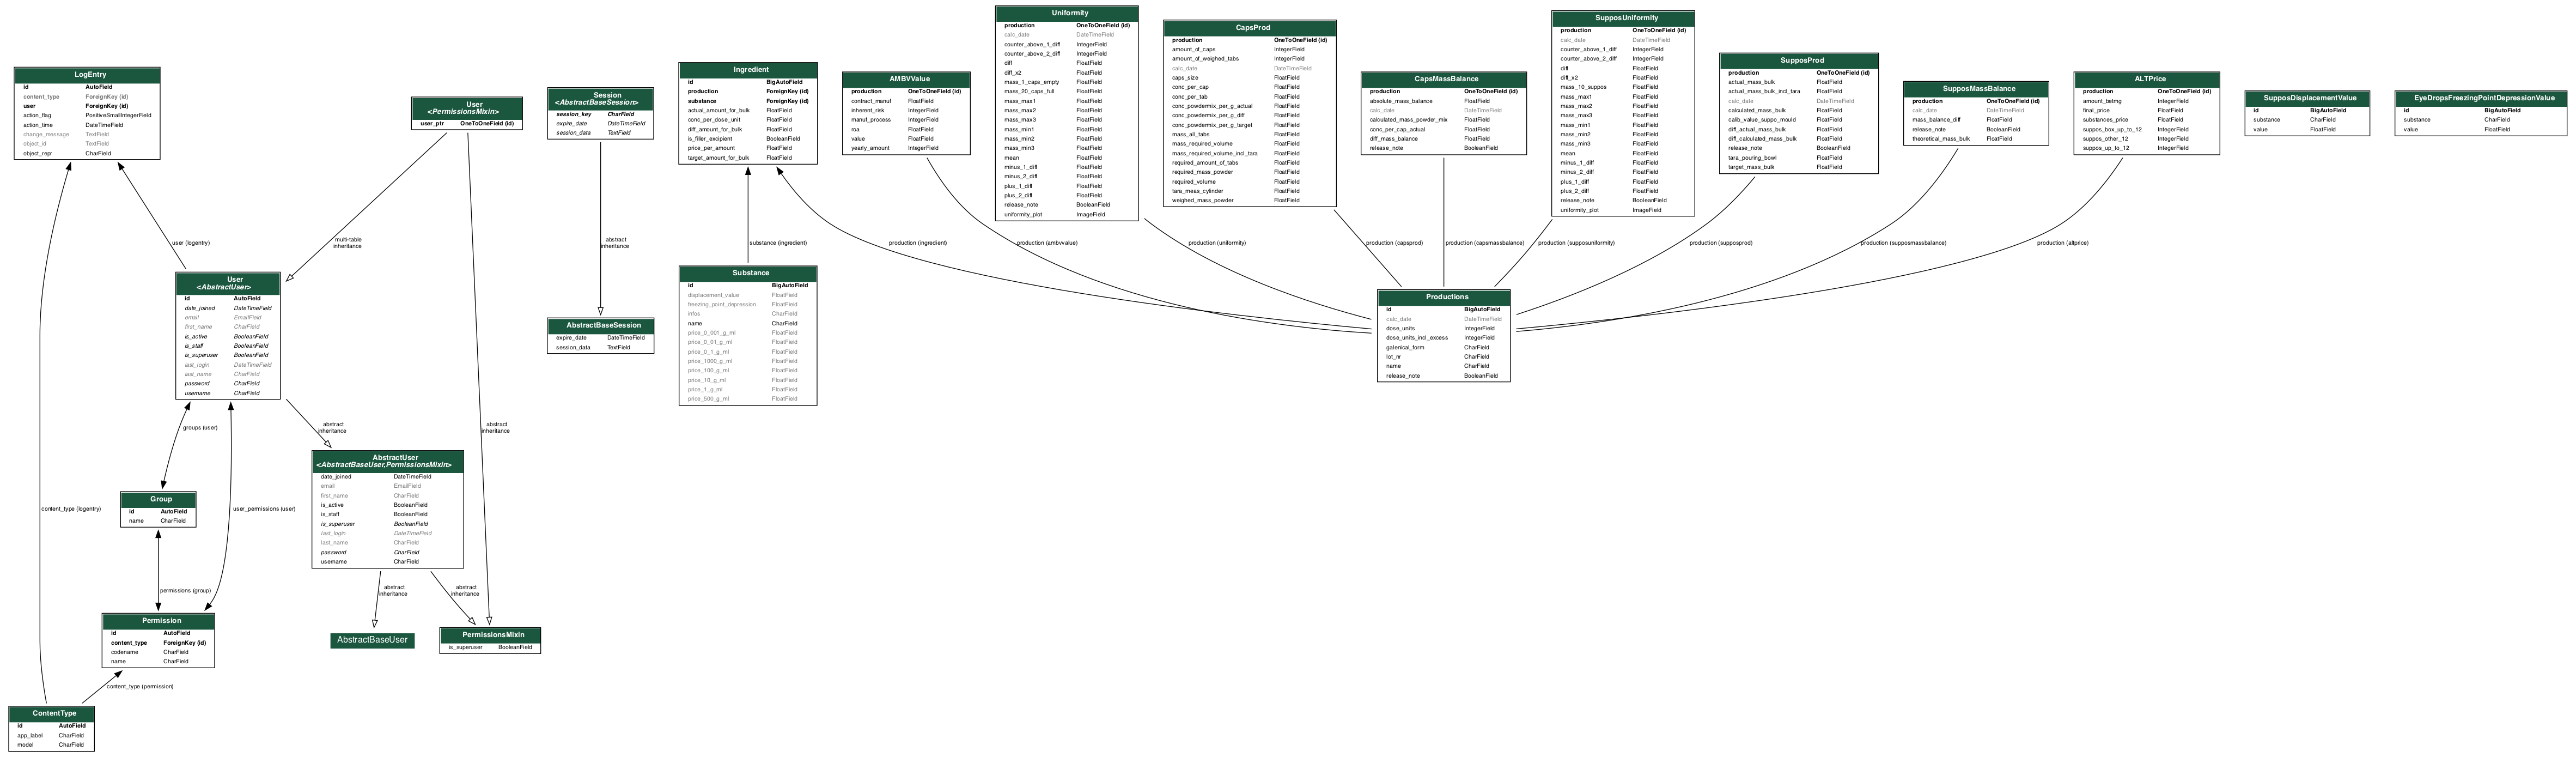 LogEntry
id AutoField
content_type ForeignKey (id)
user ForeignKey (id)
action_flag PositiveSmallIntegerField
action_time DateTimeField
change_message TextField
object_id TextField
object_repr CharField
User
<PermissionsMixin>
user_ptr OneToOneField (id)
Session
<AbstractBaseSession>
session_key CharField
expire_date DateTimeField
session_data TextField
Ingredient
id BigAutoField
production ForeignKey (id)
substance ForeignKey (id)
actual_amount_for_bulk FloatField
conc_per_dose_unit FloatField
diff_amount_for_bulk FloatField
is_filler_excipient BooleanField
price_per_amount FloatField
target_amount_for_bulk FloatField
AMBVValue
production OneToOneField (id)
contract_manuf FloatField
inherent_risk IntegerField
manuf_process IntegerField
roa FloatField
value FloatField
yearly_amount IntegerField
Uniformity
production OneToOneField (id)
calc_date DateTimeField
counter_above_1_diff IntegerField
counter_above_2_diff IntegerField
diff FloatField
diff_x2 FloatField
mass_1_caps_empty FloatField
mass_20_caps_full FloatField
mass_max1 FloatField
mass_max2 FloatField
mass_max3 FloatField
mass_min1 FloatField
mass_min2 FloatField
mass_min3 FloatField
mean FloatField
minus_1_diff FloatField
minus_2_diff FloatField
plus_1_diff FloatField
plus_2_diff FloatField
release_note BooleanField
uniformity_plot ImageField
CapsProd
production OneToOneField (id)
amount_of_caps IntegerField
amount_of_weighed_tabs IntegerField
calc_date DateTimeField
caps_size FloatField
conc_per_cap FloatField
conc_per_tab FloatField
conc_powdermix_per_g_actual FloatField
conc_powdermix_per_g_diff FloatField
conc_powdermix_per_g_target FloatField
mass_all_tabs FloatField
mass_required_volume FloatField
mass_required_volume_incl_tara FloatField
required_amount_of_tabs FloatField
required_mass_powder FloatField
required_volume FloatField
tara_meas_cylinder FloatField
weighed_mass_powder FloatField
CapsMassBalance
production OneToOneField (id)
absolute_mass_balance FloatField
calc_date DateTimeField
calculated_mass_powder_mix FloatField
conc_per_cap_actual FloatField
diff_mass_balance FloatField
release_note BooleanField
SupposUniformity
production OneToOneField (id)
calc_date DateTimeField
counter_above_1_diff IntegerField
counter_above_2_diff IntegerField
diff FloatField
diff_x2 FloatField
mass_10_suppos FloatField
mass_max1 FloatField
mass_max2 FloatField
mass_max3 FloatField
mass_min1 FloatField
mass_min2 FloatField
mass_min3 FloatField
mean FloatField
minus_1_diff FloatField
minus_2_diff FloatField
plus_1_diff FloatField
plus_2_diff FloatField
release_note BooleanField
uniformity_plot ImageField
SupposProd
production OneToOneField (id)
actual_mass_bulk FloatField
actual_mass_bulk_incl_tara FloatField
calc_date DateTimeField
calculated_mass_bulk FloatField
calib_value_suppo_mould FloatField
diff_actual_mass_bulk FloatField
diff_calculated_mass_bulk FloatField
release_note BooleanField
tara_pouring_bowl FloatField
target_mass_bulk FloatField
SupposMassBalance
production OneToOneField (id)
calc_date DateTimeField
mass_balance_diff FloatField
release_note BooleanField
theoretical_mass_bulk FloatField
ALTPrice
production OneToOneField (id)
amount_betmg IntegerField
final_price FloatField
substances_price FloatField
suppos_box_up_to_12 IntegerField
suppos_other_12 IntegerField
suppos_up_to_12 IntegerField
SupposDisplacementValue
id BigAutoField
substance CharField
value FloatField
EyeDropsFreezingPointDepressionValue
id BigAutoField
substance CharField
value FloatField
user (logentry)
multi-table
inheritance
abstract
inheritance
substance (ingredient)
production (ingredient)
production (ambvvalue)
production (uniformity)
production (capsprod)
production (capsmassbalance)
production (supposuniformity)
production (supposprod)
production (supposmassbalance)
production (altprice)
User
<AbstractUser>
id AutoField
date_joined DateTimeField
email EmailField
first_name CharField
is_active BooleanField
is_staff BooleanField
is_superuser BooleanField
last_login DateTimeField
last_name CharField
password CharField
username CharField
AbstractBaseSession
expire_date DateTimeField
session_data TextField
Substance
id BigAutoField
displacement_value FloatField
freezing_point_depression FloatField
infos CharField
name CharField
price_0_001_g_ml FloatField
price_0_01_g_ml FloatField
price_0_1_g_ml FloatField
price_1000_g_ml FloatField
price_100_g_ml FloatField
price_10_g_ml FloatField
price_1_g_ml FloatField
price_500_g_ml FloatField
Productions
id BigAutoField
calc_date DateTimeField
dose_units IntegerField
dose_units_incl_excess IntegerField
galenical_form CharField
lot_nr CharField
name CharField
release_note BooleanField
groups (user)
abstract
inheritance
abstract
inheritance
AbstractUser
<AbstractBaseUser,PermissionsMixin>
date_joined DateTimeField
email EmailField
first_name CharField
is_active BooleanField
is_staff BooleanField
is_superuser BooleanField
last_login DateTimeField
last_name CharField
password CharField
username CharField
Group
id AutoField
name CharField
content_type (logentry)
user_permissions (user)
permissions (group)
abstract
inheritance
abstract
inheritance
Permission
id AutoField
content_type ForeignKey (id)
codename CharField
name CharField
AbstractBaseUser
PermissionsMixin
is_superuser BooleanField
content_type (permission)
ContentType
id AutoField
app_label CharField
model CharField